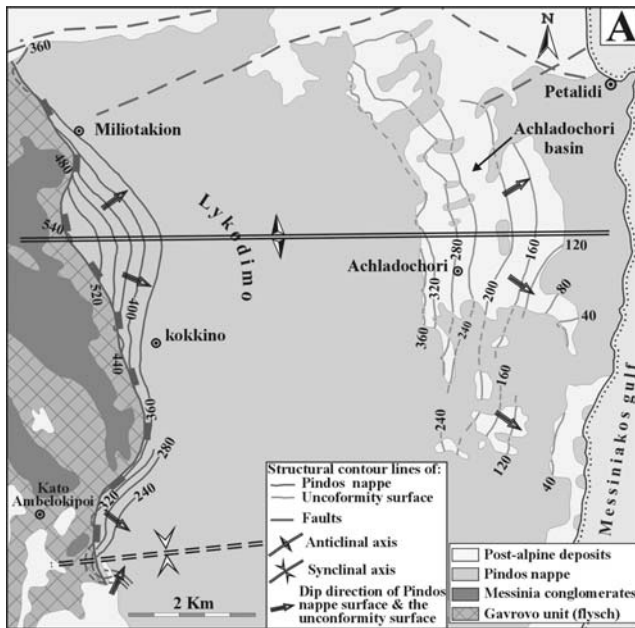 A
N
360
Petalidi
Miliotakion
Achladochori
basin
480
Lykodimo
540
120
280
160
Achladochori
520
400
320
200
80
40
kokkino
360
240
440
160
360
240
280
120
40
320
240
Kato
Ambelokipoi
Messiniakos gulf
Structural contour lines of:
Pindos nappe
Uncoformity surface
Faults
Anticlinal axis
Synclinal axis
Dip direction of Pindos
nappe surface & the
unconformity surface
2 Km
Post-alpine deposits
Pindos nappe
Messinia conglomerates
Gavrovo unit (flysch)